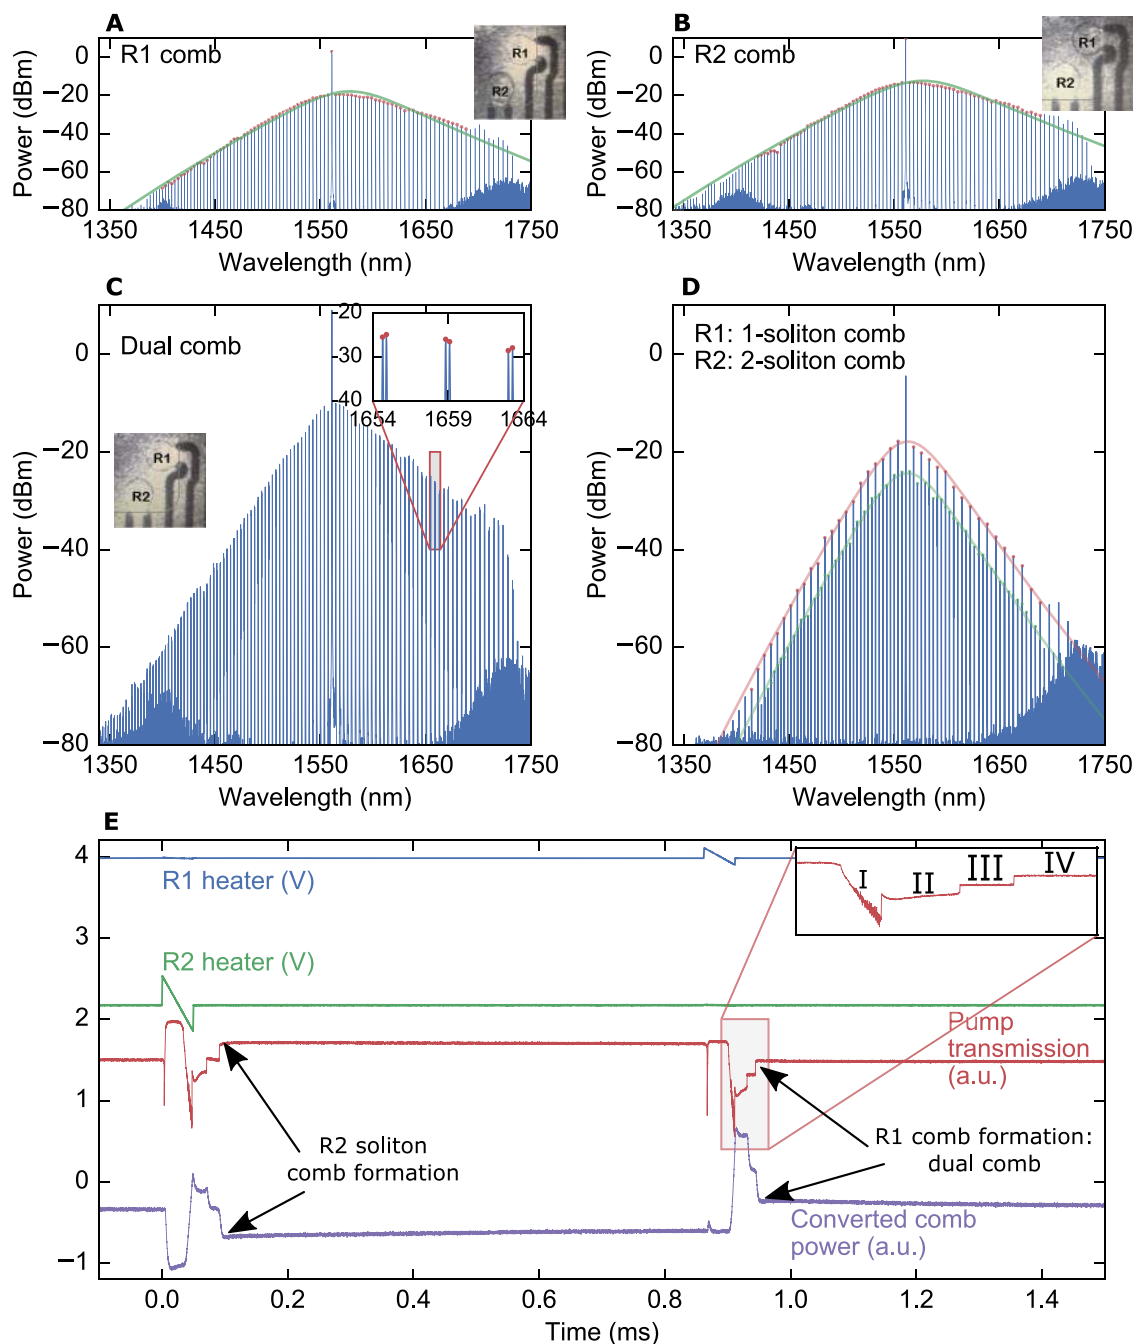 A
R1 comb
R1
R2
0
−20
−40
−60
−80
Power (dBm)
1350 1450 1550 1650 1750
Wavelength (nm)
B
R2 comb
R1
R2
0
−20
−40
−60
−80
Power (dBm)
1350 1450 1550 1650 1750
Wavelength (nm)
C
Dual comb
R1
R2
−20
−30
−40
1654 1659 1664
0
−20
−40
−60
−80
Power (dBm)
1350 1450 1550 1650 1750
Wavelength (nm)
D
R1: 1-soliton comb
R2: 2-soliton comb
0
−20
−40
−60
−80
Power (dBm)
1350 1450 1550 1650 1750
Wavelength (nm)
E
4
3
2
1
0
−1
R1 heater (V)
R2 heater (V)
I II III IV
Pump
transmission
(a.u.)
R2 soliton
comb formation
R1 comb formation:
dual comb
Converted comb
power (a.u.)
0.0 0.2 0.4 0.6 0.8 1.0 1.2 1.4
Time (ms)